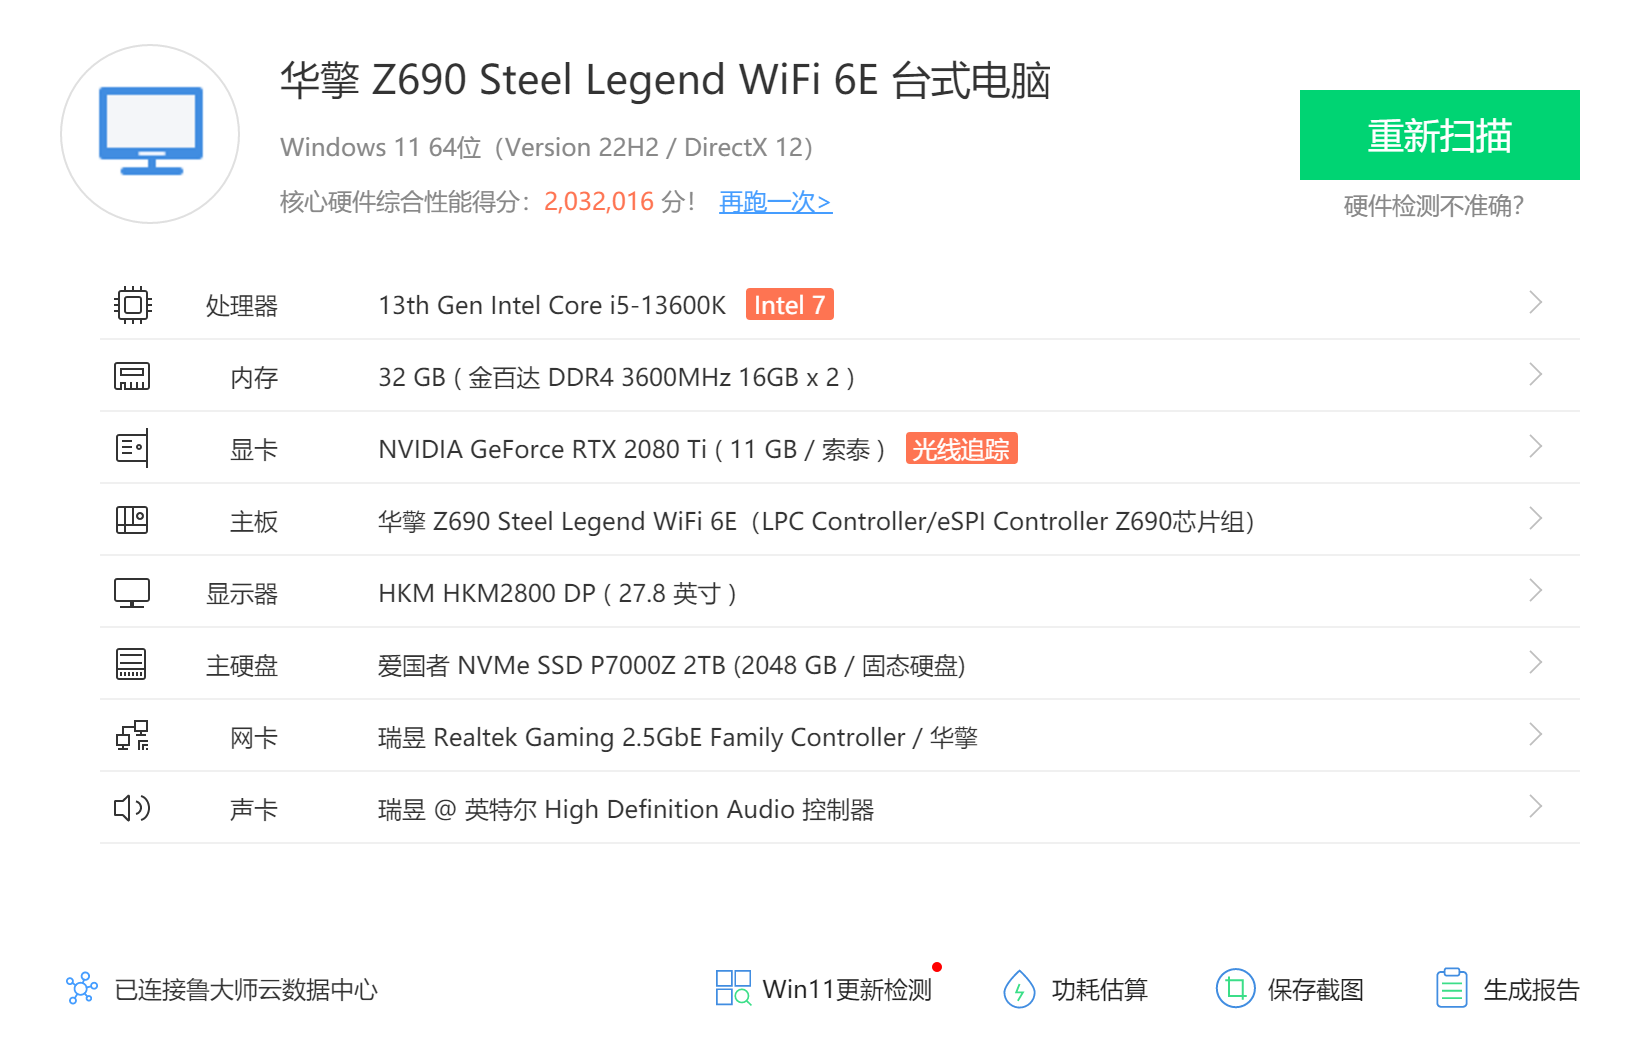 华擎 Z690 Steel Legend WiFi 6E 台式电脑
Windows 11 64位（Version 22H2 / DirectX 12）
核心硬件综合性能得分：2,032,016 分！ 再跑一次>
重新扫描
硬件检测不准确？
处理器 13th Gen Intel Core i5-13600K Intel 7
内存 32 GB ( 金百达 DDR4 3600MHz 16GB x 2 )
显卡 NVIDIA GeForce RTX 2080 Ti ( 11 GB / 索泰 ) 光线追踪
主板 华擎 Z690 Steel Legend WiFi 6E（LPC Controller/eSPI Controller Z690芯片组）
显示器 HKM HKM2800 DP ( 27.8 英寸 )
主硬盘 爱国者 NVMe SSD P7000Z 2TB (2048 GB / 固态硬盘)
网卡 瑞昱 Realtek Gaming 2.5GbE Family Controller / 华擎
声卡 瑞昱 @ 英特尔 High Definition Audio 控制器
已连接鲁大师云数据中心 Win11更新检测 功耗估算 保存截图 生成报告